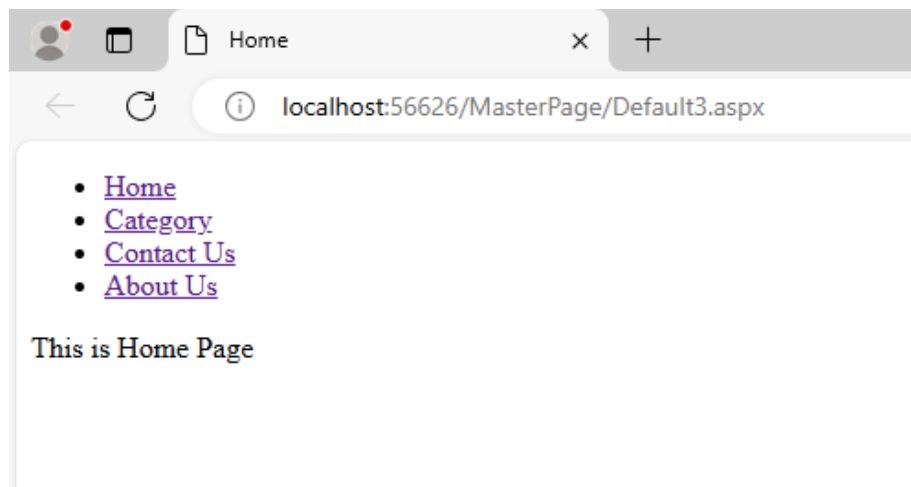 Home
localhost:56626/MasterPage/Default3.aspx
Home
Category
Contact Us
About Us
This is Home Page